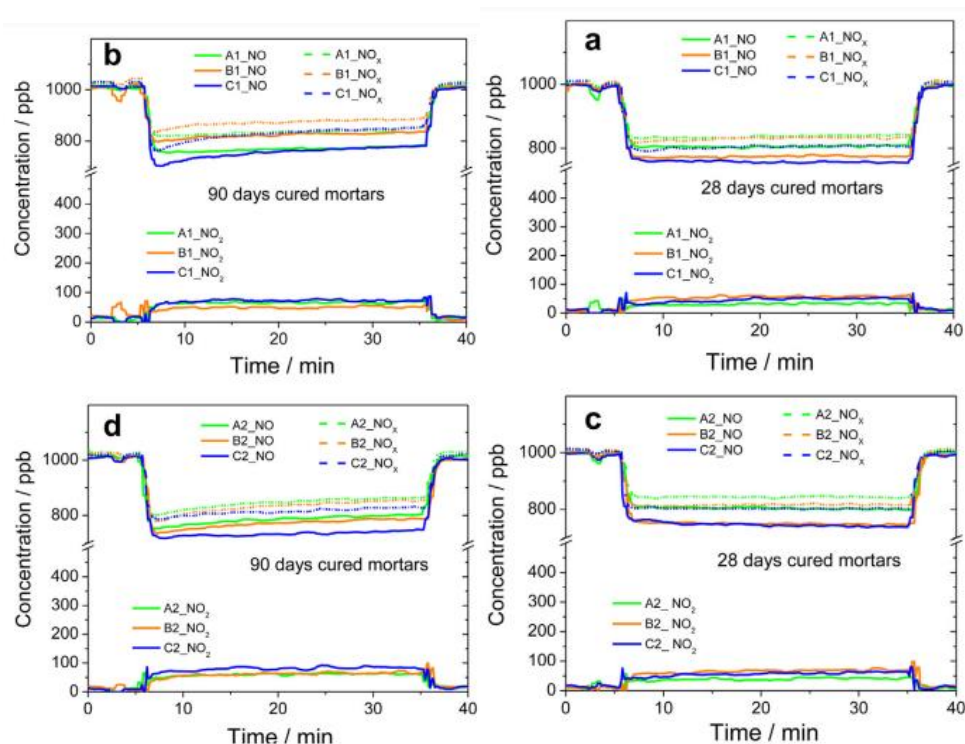 b
A1_NO
B1_NO
C1_NO
A1_NOₓ
B1_NOₓ
C1_NOₓ
1000
800
400
300
200
100
0
Concentration / ppb
90 days cured mortars
A1_NO₂
B1_NO₂
C1_NO₂
0 10 20 30 40
Time / min
a
A1_NO
B1_NO
C1_NO
A1_NOₓ
B1_NOₓ
C1_NOₓ
1000
800
400
300
200
100
0
Concentration / ppb
28 days cured mortars
A1_NO₂
B1_NO₂
C1_NO₂
0 10 20 30 40
Time / min
d
A2_NO
B2_NO
C2_NO
A2_NOₓ
B2_NOₓ
C2_NOₓ
1000
800
400
300
200
100
0
Concentration / ppb
90 days cured mortars
A2_NO₂
B2_NO₂
C2_NO₂
0 10 20 30 40
Time / min
c
A2_NO
B2_NO
C2_NO
A2_NOₓ
B2_NOₓ
C2_NOₓ
1000
800
400
300
200
100
0
Concentration / ppb
28 days cured mortars
A2_ NO₂
B2_ NO₂
C2_ NO₂
0 10 20 30 40
Time / min